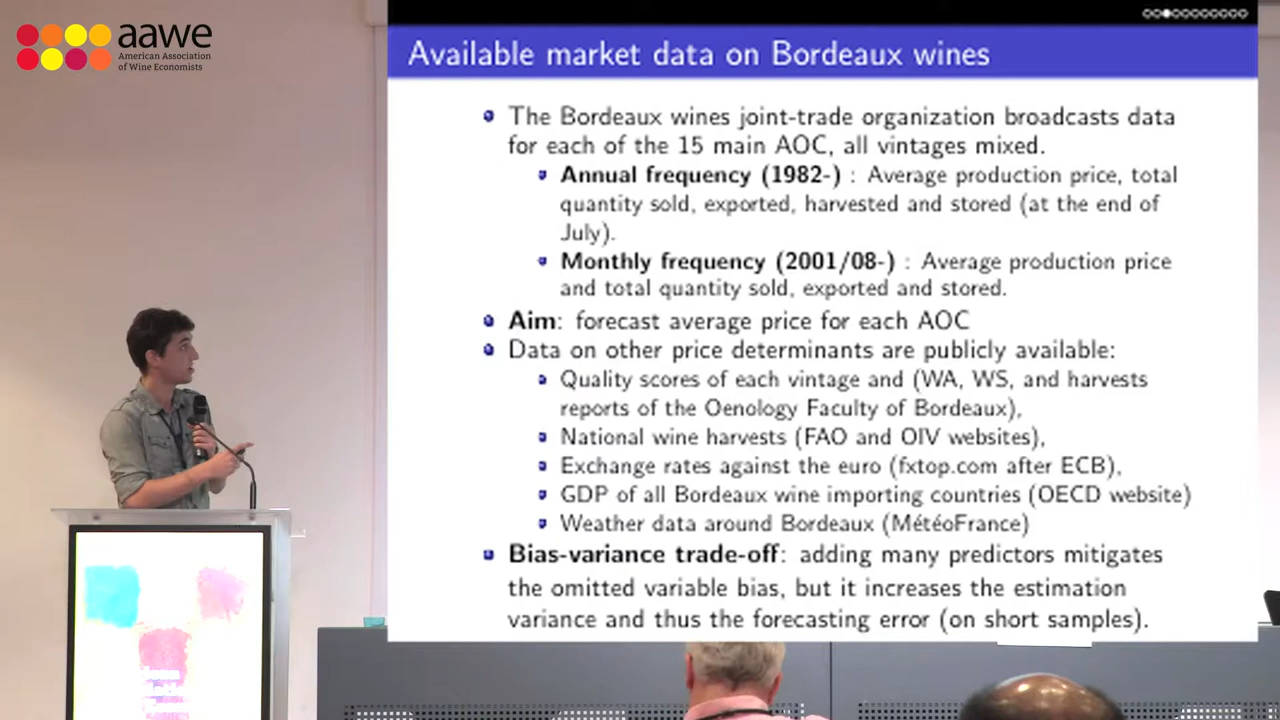 aawe
American Association
of Wine Economists
Available market data on Bordeaux wines
The Bordeaux wines joint-trade organization broadcasts data
for each of the 15 main AOC, all vintages mixed.
Annual frequency (1982-) : Average production price, total
quantity sold, exported, harvested and stored (at the end of
July).
Monthly frequency (2001/08-) : Average production price
and total quantity sold, exported and stored.
Aim: forecast average price for each AOC
Data on other price determinants are publicly available:
Quality scores of each vintage and (WA, WS, and harvests
reports of the Oenology Faculty of Bordeaux),
National wine harvests (FAO and OIV websites),
Exchange rates against the euro (fxtop.com after ECB),
GDP of all Bordeaux wine importing countries (OECD website)
Weather data around Bordeaux (MétéoFrance)
Bias-variance trade-off: adding many predictors mitigates
the omitted variable bias, but it increases the estimation
variance and thus the forecasting error (on short samples).